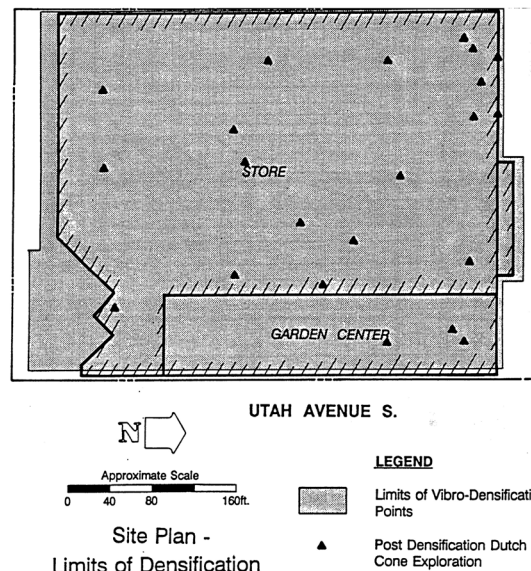 STORE
GARDEN CENTER
UTAH AVENUE S.
N
Approximate Scale
0 40 80 160ft.
Site Plan -
Limits of Densification
LEGEND
Limits of Vibro-Densificati
Points
Post Densification Dutch
Cone Exploration